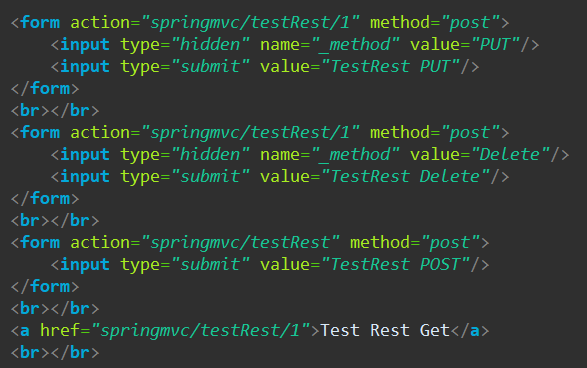 <form action="springmvc/testRest/1" method="post">
    <input type="hidden" name="_method" value="PUT"/>
    <input type="submit" value="TestRest PUT"/>
</form>
<br></br>
<form action="springmvc/testRest/1" method="post">
    <input type="hidden" name="_method" value="Delete"/>
    <input type="submit" value="TestRest Delete"/>
</form>
<br></br>
<form action="springmvc/testRest" method="post">
    <input type="submit" value="TestRest POST"/>
</form>
<br></br>
<a href="springmvc/testRest/1">Test Rest Get</a>
<br></br>